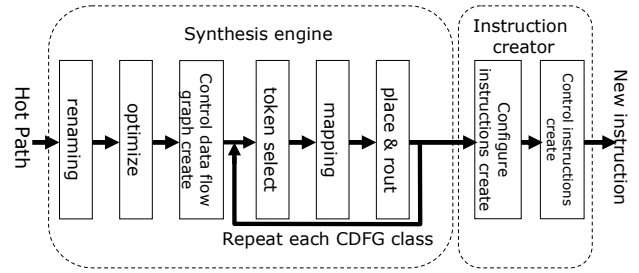 Synthesis engine
Instruction
creator
Hot Path
renaming
optimize
Control data flow
graph create
token select
mapping
place & rout
Configure
instructions create
Control instructions
create
New instruction
Repeat each CDFG class